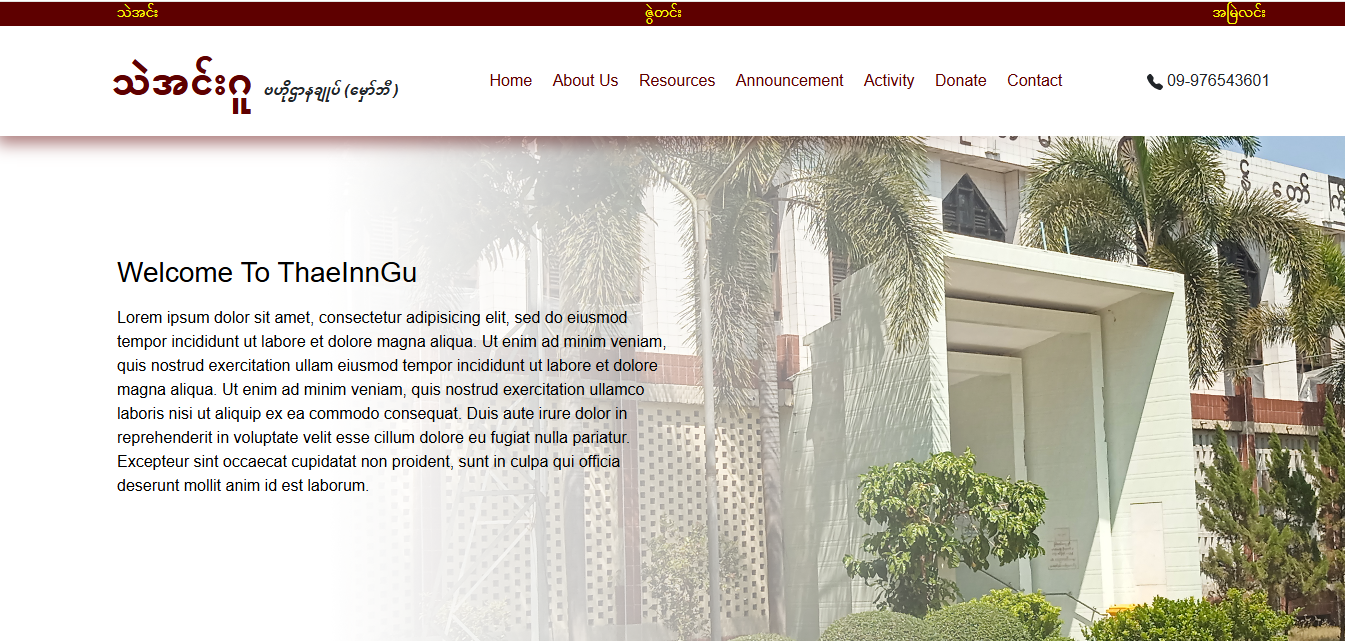 သဲအင်း ဇွဲတင်း အမြဲလင်း
သဲအင်းဂူ ဗဟိုဌာနချုပ် (မှော်ဘီ)
Home About Us Resources Announcement Activity Donate Contact
09-976543601
Welcome To ThaeInnGu
Lorem ipsum dolor sit amet, consectetur adipisicing elit, sed do eiusmod
tempor incididunt ut labore et dolore magna aliqua. Ut enim ad minim veniam,
quis nostrud exercitation ullam eiusmod tempor incididunt ut labore et dolore
magna aliqua. Ut enim ad minim veniam, quis nostrud exercitation ullamco
laboris nisi ut aliquip ex ea commodo consequat. Duis aute irure dolor in
reprehenderit in voluptate velit esse cillum dolore eu fugiat nulla pariatur.
Excepteur sint occaecat cupidatat non proident, sunt in culpa qui officia
deserunt mollit anim id est laborum.